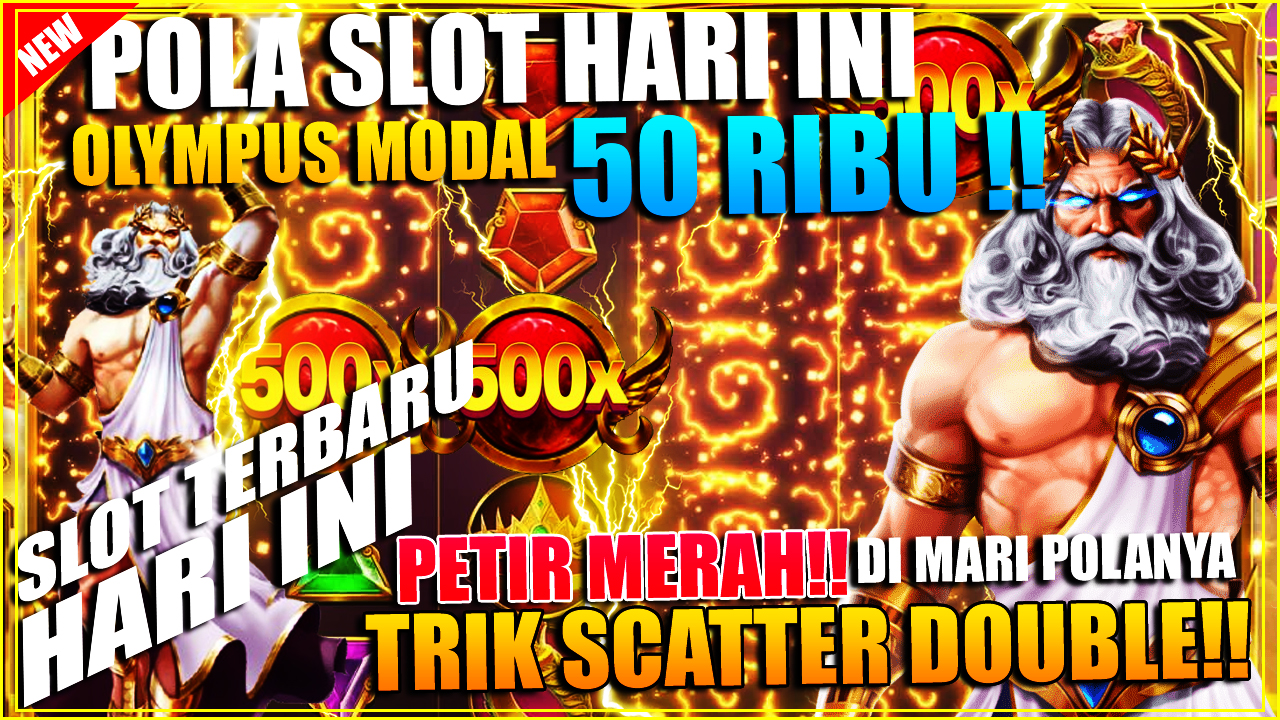 NEW
POLA SLOT HARI INI
OLYMPUS MODAL 50 RIBU !!
500x
500x
500x
SLOT TERBARU
HARI INI
PETIR MERAH!! DI MARI POLANYA
TRIK SCATTER DOUBLE!!